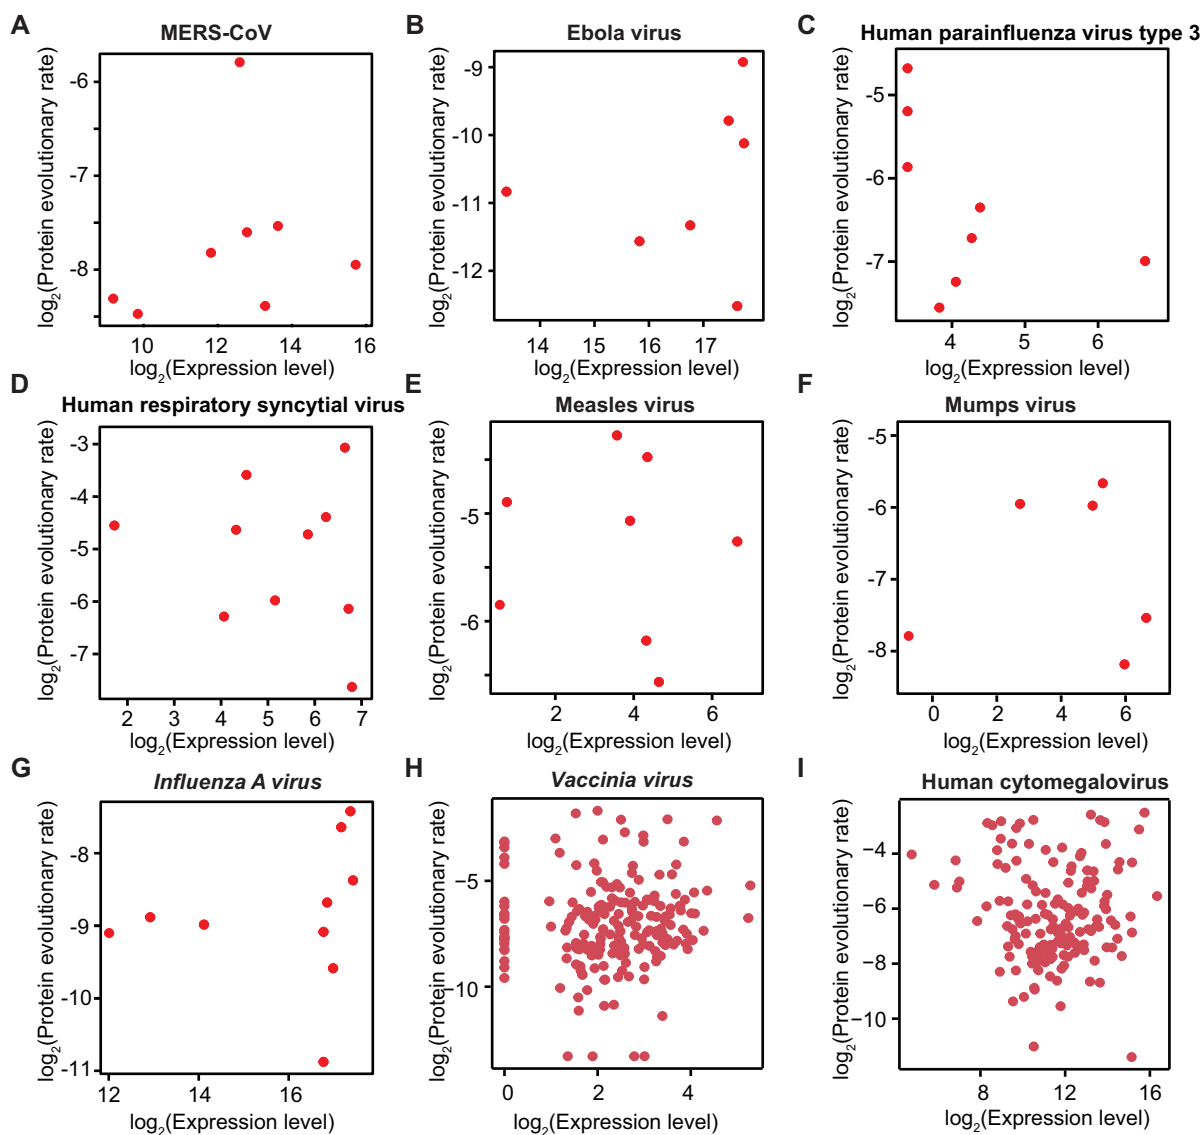 A
MERS-CoV
log2(Protein evolutionary rate)
-6
-7
-8
10
12
14
16
log2(Expression level)
B
Ebola virus
log2(Protein evolutionary rate)
-9
-10
-11
-12
14
15
16
17
log2(Expression level)
C
Human parainfluenza virus type 3
log2(Protein evolutionary rate)
-5
-6
-7
4
5
6
log2(Expression level)
D
Human respiratory syncytial virus
log2(Protein evolutionary rate)
-3
-4
-5
-6
-7
2
3
4
5
6
7
log2(Expression level)
E
Measles virus
log2(Protein evolutionary rate)
-5
-6
2
4
6
log2(Expression level)
F
Mumps virus
log2(Protein evolutionary rate)
-5
-6
-7
-8
0
2
4
6
log2(Expression level)
G
Influenza A virus
log2(Protein evolutionary rate)
-8
-9
-10
-11
12
14
16
log2(Expression level)
H
Vaccinia virus
log2(Protein evolutionary rate)
−5
−10
0
2
4
log2(Expression level)
I
Human cytomegalovirus
log2(Protein evolutionary rate)
−4
−6
−8
−10
8
12
16
log2(Expression level)